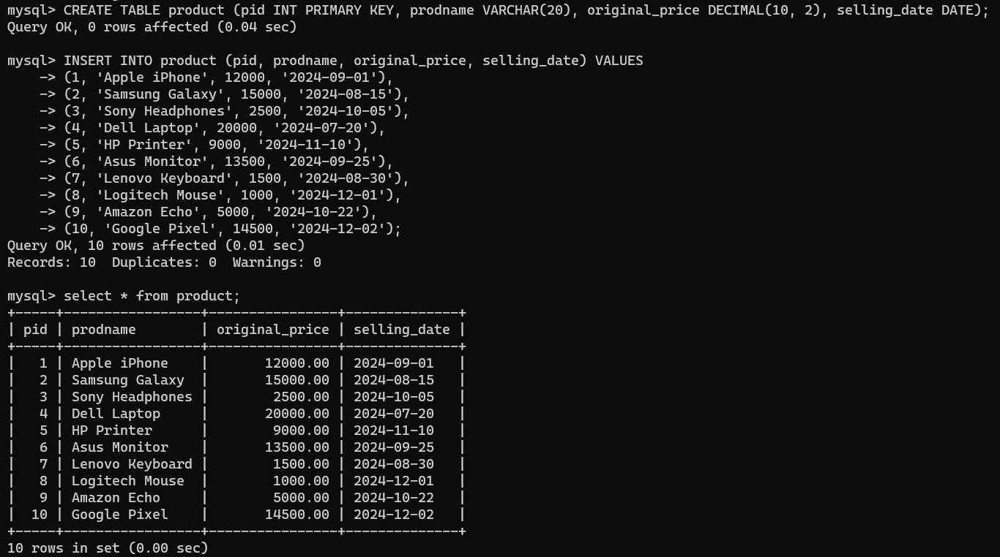 mysql> CREATE TABLE product (pid INT PRIMARY KEY, prodname VARCHAR(20), original_price DECIMAL(10, 2), selling_date DATE);
Query OK, 0 rows affected (0.04 sec)

mysql> INSERT INTO product (pid, prodname, original_price, selling_date) VALUES
    -> (1, 'Apple iPhone', 12000, '2024-09-01'),
    -> (2, 'Samsung Galaxy', 15000, '2024-08-15'),
    -> (3, 'Sony Headphones', 2500, '2024-10-05'),
    -> (4, 'Dell Laptop', 20000, '2024-07-20'),
    -> (5, 'HP Printer', 9000, '2024-11-10'),
    -> (6, 'Asus Monitor', 13500, '2024-09-25'),
    -> (7, 'Lenovo Keyboard', 1500, '2024-08-30'),
    -> (8, 'Logitech Mouse', 1000, '2024-12-01'),
    -> (9, 'Amazon Echo', 5000, '2024-10-22'),
    -> (10, 'Google Pixel', 14500, '2024-12-02');
Query OK, 10 rows affected (0.01 sec)
Records: 10  Duplicates: 0  Warnings: 0

mysql> select * from product;
+-----+-----------------+----------------+--------------+
| pid | prodname        | original_price | selling_date |
+-----+-----------------+----------------+--------------+
|   1 | Apple iPhone    |       12000.00 | 2024-09-01   |
|   2 | Samsung Galaxy  |       15000.00 | 2024-08-15   |
|   3 | Sony Headphones |        2500.00 | 2024-10-05   |
|   4 | Dell Laptop     |       20000.00 | 2024-07-20   |
|   5 | HP Printer      |        9000.00 | 2024-11-10   |
|   6 | Asus Monitor    |       13500.00 | 2024-09-25   |
|   7 | Lenovo Keyboard |        1500.00 | 2024-08-30   |
|   8 | Logitech Mouse  |        1000.00 | 2024-12-01   |
|   9 | Amazon Echo     |        5000.00 | 2024-10-22   |
|  10 | Google Pixel    |       14500.00 | 2024-12-02   |
+-----+-----------------+----------------+--------------+
10 rows in set (0.00 sec)